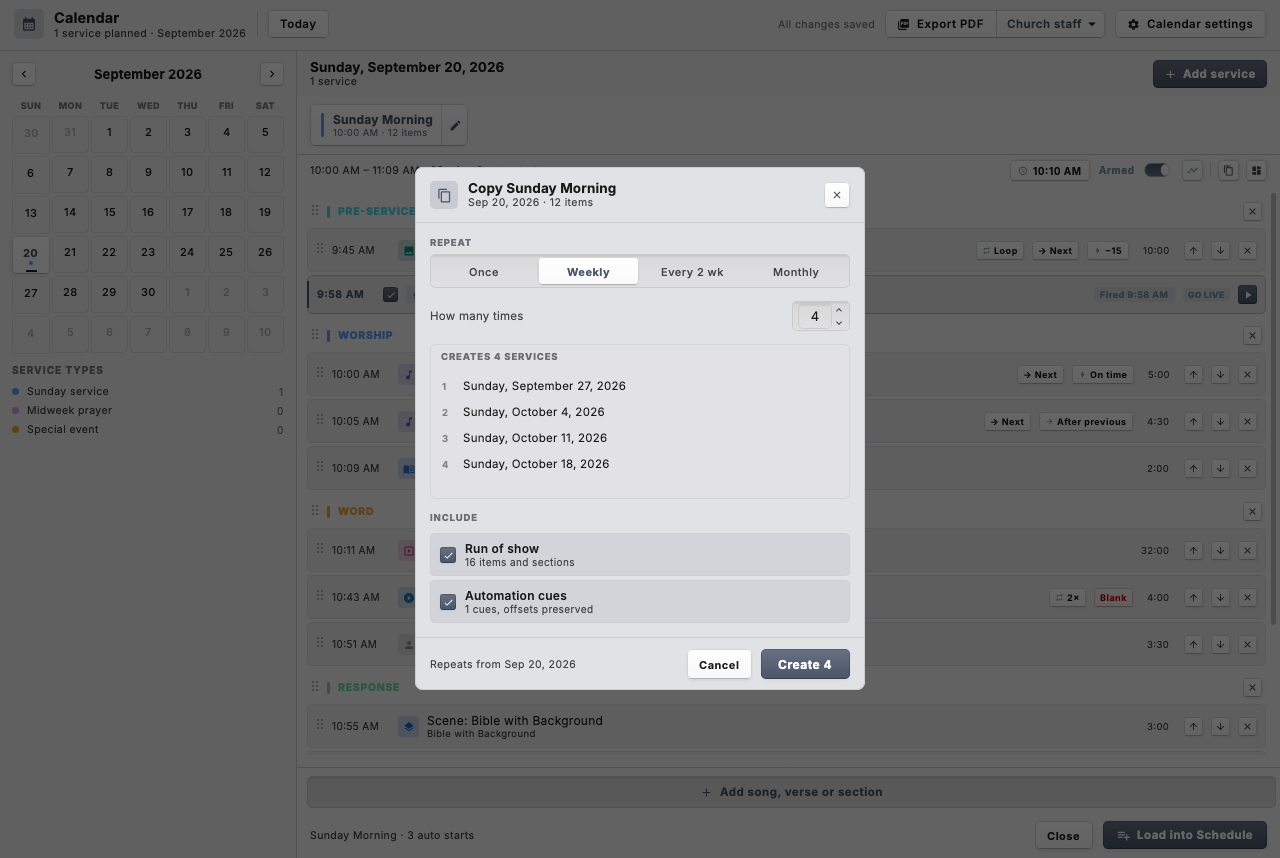 Calendar
1 service planned · September 2026
Today
All changes saved
Export PDF
Church staff
Calendar settings
September 2026
SUN MON TUE WED THU FRI SAT
30 31 1 2 3 4 5
6 7 8 9 10 11 12
13 14 15 16 17 18 19
20 21 22 23 24 25 26
27 28 29 30 1 2 3
4 5 6 7 8 9 10
SERVICE TYPES
Sunday service 1
Midweek prayer 0
Special event 0
Sunday, September 20, 2026
1 service
+ Add service
Sunday Morning
10:00 AM · 12 items
10:00 AM – 11:09 AM
10:10 AM
Armed
PRE-SERVICE
9:45 AM Loop → Next −15 10:00
9:58 AM Fired 9:58 AM GO LIVE
WORSHIP
10:00 AM → Next On time 5:00
10:05 AM → Next → After previous 4:30
10:09 AM 2:00
WORD
10:11 AM 32:00
10:43 AM 2× Blank 4:00
10:51 AM 3:30
RESPONSE
10:55 AM Scene: Bible with Background 3:00
Bible with Background
+ Add song, verse or section
Sunday Morning · 3 auto starts
Close
Load into Schedule
Copy Sunday Morning
Sep 20, 2026 · 12 items
REPEAT
Once Weekly Every 2 wk Monthly
How many times 4
CREATES 4 SERVICES
1 Sunday, September 27, 2026
2 Sunday, October 4, 2026
3 Sunday, October 11, 2026
4 Sunday, October 18, 2026
INCLUDE
Run of show
16 items and sections
Automation cues
1 cues, offsets preserved
Repeats from Sep 20, 2026
Cancel
Create 4